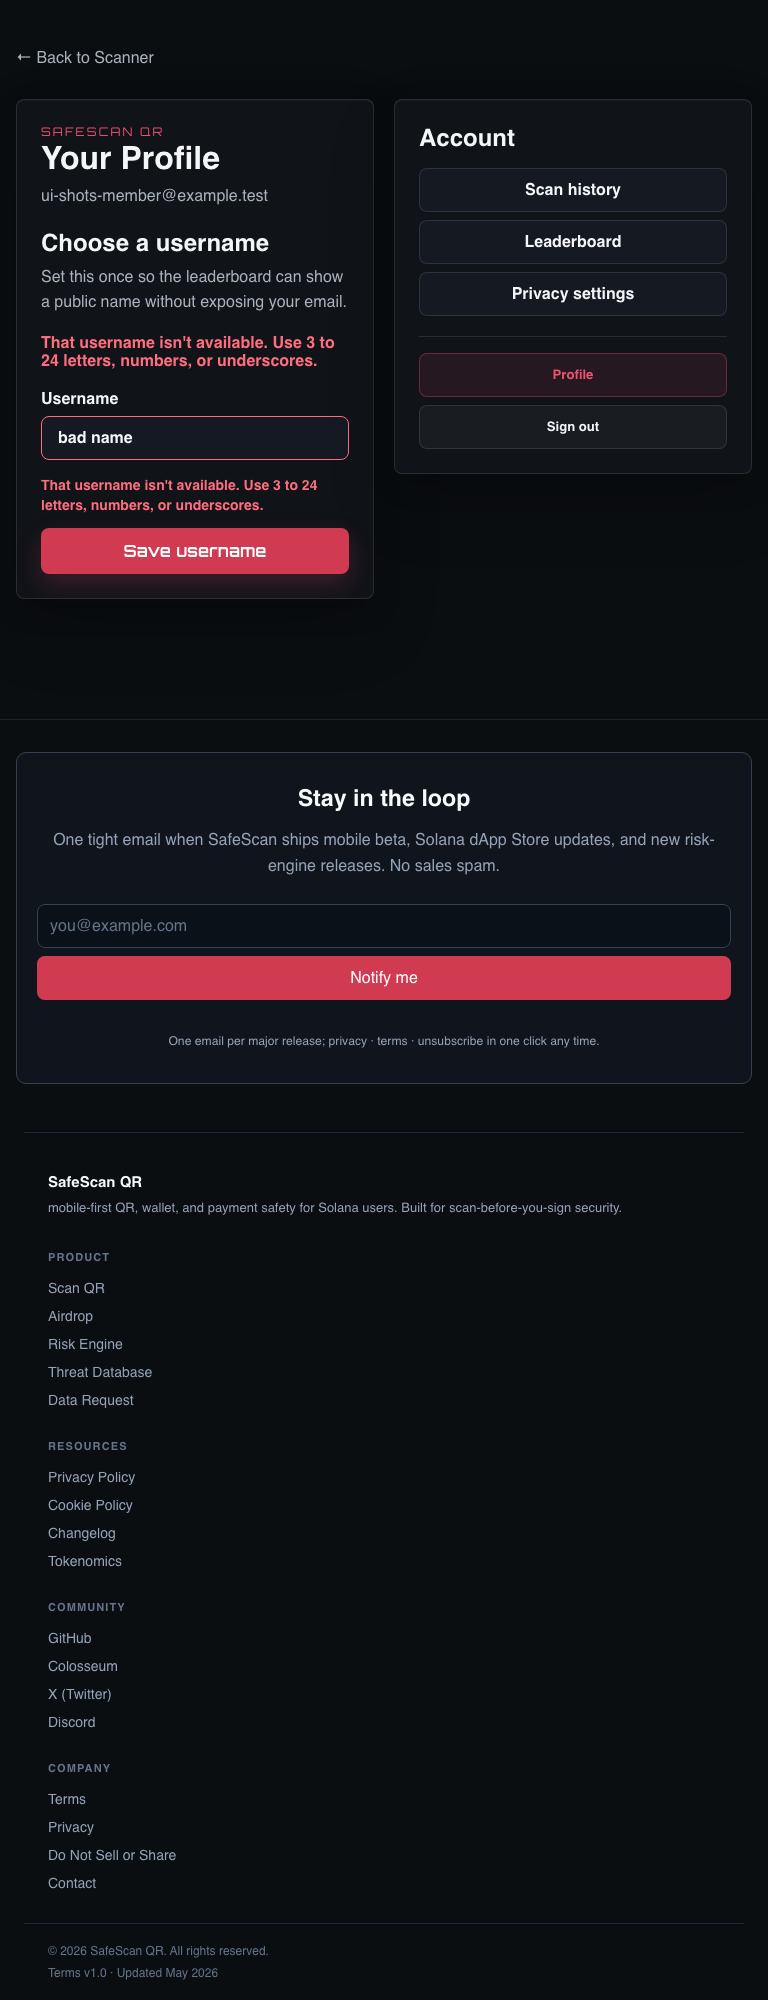 ← Back to Scanner
SAFESCAN QR
Your Profile
ui-shots-member@example.test
Choose a username
Set this once so the leaderboard can show
a public name without exposing your email.
That username isn't available. Use 3 to
24 letters, numbers, or underscores.
Username
bad name
That username isn't available. Use 3 to 24
letters, numbers, or underscores.
Save username
Account
Scan history
Leaderboard
Privacy settings
Profile
Sign out
Stay in the loop
One tight email when SafeScan ships mobile beta, Solana dApp Store updates, and new risk-
engine releases. No sales spam.
you@example.com
Notify me
One email per major release; privacy · terms · unsubscribe in one click any time.
SafeScan QR
mobile-first QR, wallet, and payment safety for Solana users. Built for scan-before-you-sign security.
PRODUCT
Scan QR
Airdrop
Risk Engine
Threat Database
Data Request
RESOURCES
Privacy Policy
Cookie Policy
Changelog
Tokenomics
COMMUNITY
GitHub
Colosseum
X (Twitter)
Discord
COMPANY
Terms
Privacy
Do Not Sell or Share
Contact
© 2026 SafeScan QR. All rights reserved.
Terms v1.0 · Updated May 2026